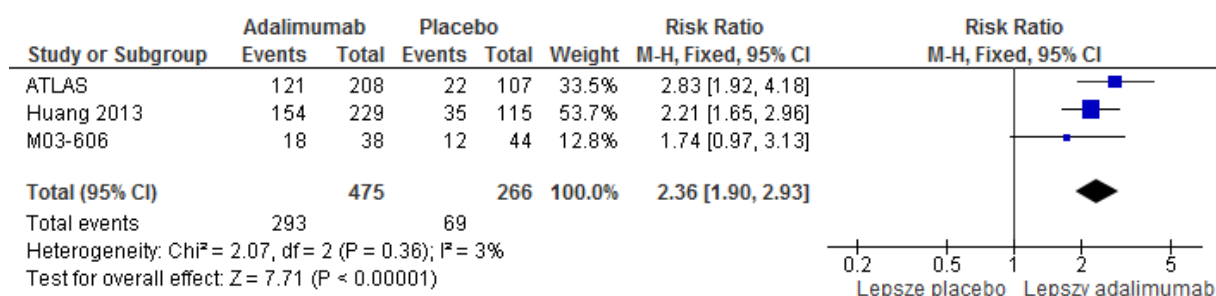 Adalimumab Placebo Risk Ratio Risk Ratio
Study or Subgroup Events Total Events Total Weight M-H, Fixed, 95% CI M-H, Fixed, 95% CI
ATLAS 121 208 22 107 33.5% 2.83 [1.92, 4.18]
Huang 2013 154 229 35 115 53.7% 2.21 [1.65, 2.96]
M03-606 18 38 12 44 12.8% 1.74 [0.97, 3.13]
Total (95% CI) 475 266 100.0% 2.36 [1.90, 2.93]
Total events 293 69
Heterogeneity: Chi² = 2.07, df = 2 (P = 0.36); I² = 3%
Test for overall effect: Z = 7.71 (P < 0.00001)
0.2 0.5 1 2 5
Lepsze placebo Lepszy adalimumab